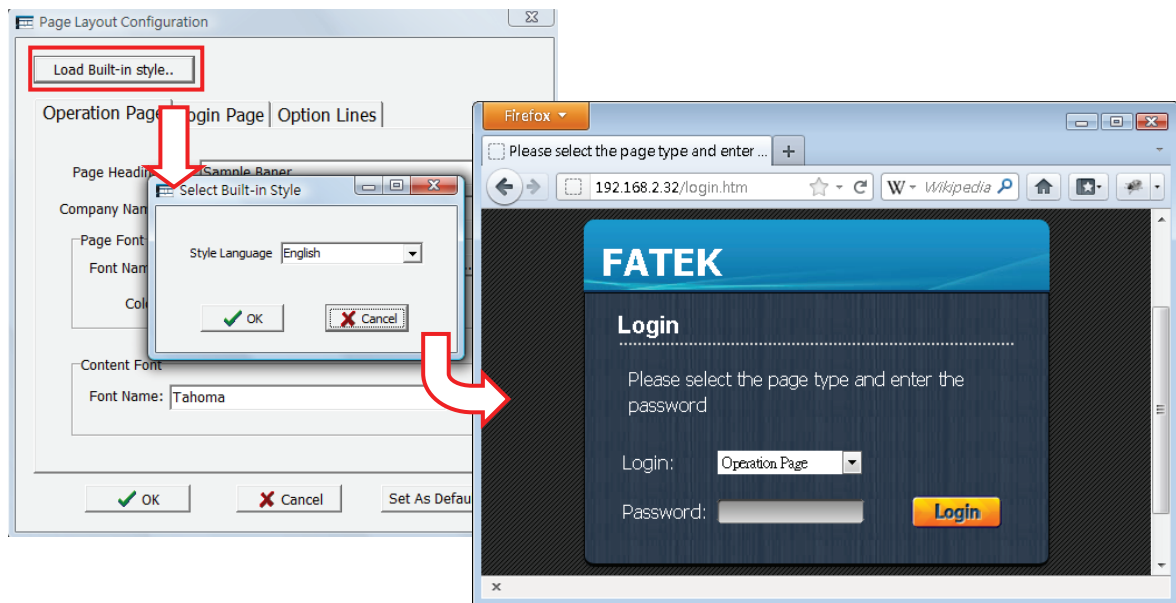 Page Layout Configuration
Load Built-in style..
Operation Page
ogin Page
Option Lines
Page Headin
Sample Baner
Company Nam
Page Font
Font Nam
Colo
Content Font
Font Name:
Tahoma
OK
Cancel
Set As Defau
Select Built-in Style
Style Language
English
OK
Cancel
Firefox
Please select the page type and enter ...
192.168.2.32/login.htm
W
Wikipedia
FATEK
Login
Please select the page type and enter the
password
Login:
Operation Page
Password:
Login